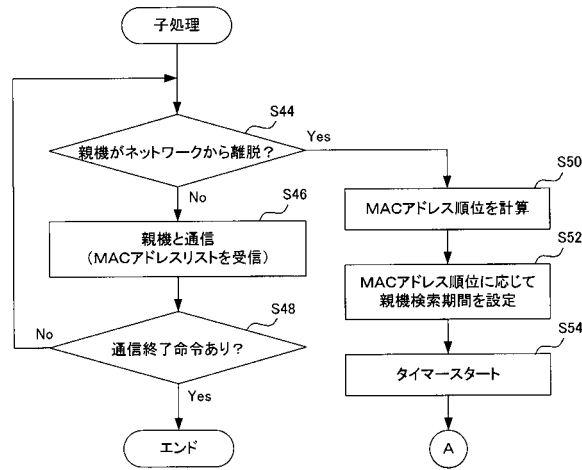 子処理
S44
親機がネットワークから離脱？
Yes
No
S46
親機と通信
(MACアドレスリストを受信)
S48
通信終了命令あり？
No
Yes
エンド
S50
MACアドレス順位を計算
S52
MACアドレス順位に応じて
親機検索期間を設定
S54
タイマースタート
A